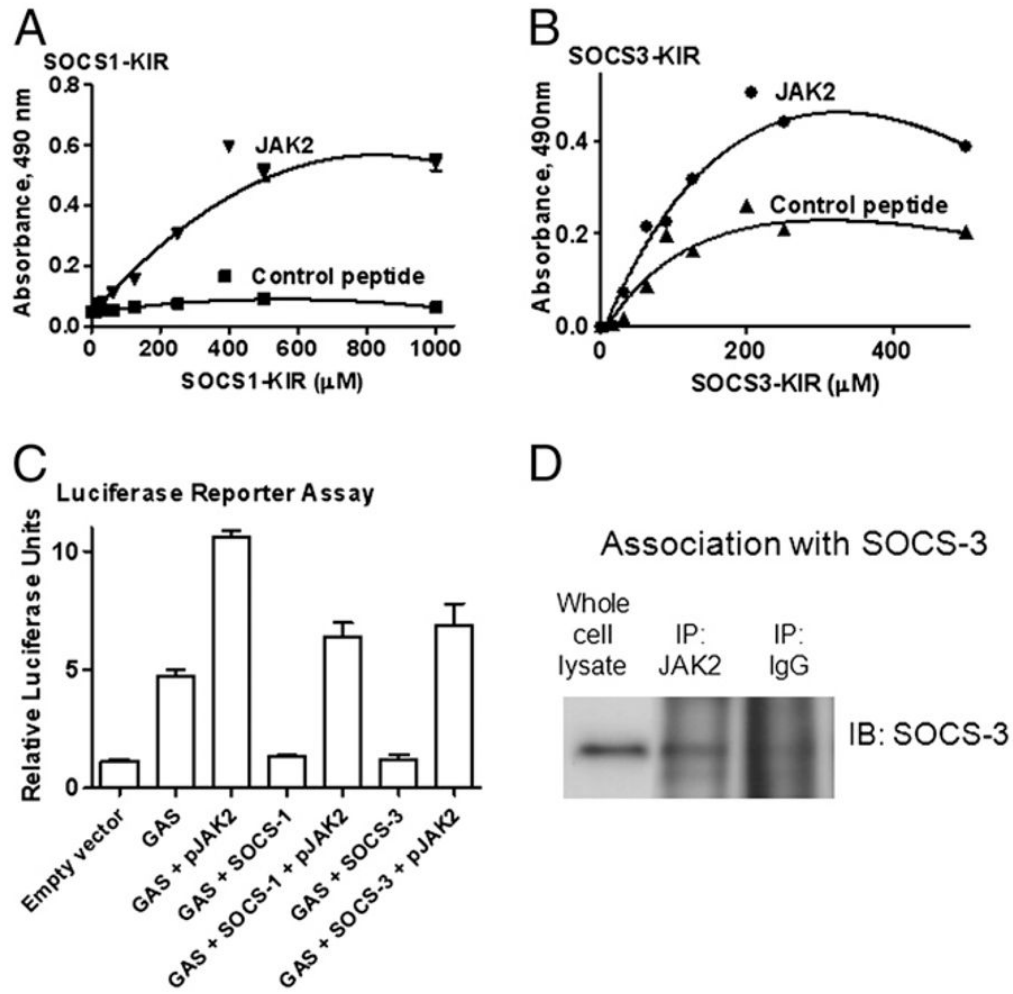 A
SOCS1-KIR
Absorbance, 490 nm
0.8
0.6
0.4
0.2
0.0
JAK2
Control peptide
0
200
400
600
800
1000
SOCS1-KIR (µM)
B
SOCS3-KIR
Absorbance, 490nm
0.4
0.2
0.0
JAK2
Control peptide
0
200
400
SOCS3-KIR (µM)
C
Luciferase Reporter Assay
Relative Luciferase Units
10
5
0
Empty vector
GAS
GAS + pJAK2
GAS + SOCS-1
GAS + SOCS-1 + pJAK2
GAS + SOCS-3
GAS + SOCS-3 + pJAK2
D
Association with SOCS-3
Whole
cell
lysate
IP:
JAK2
IP:
IgG
IB: SOCS-3